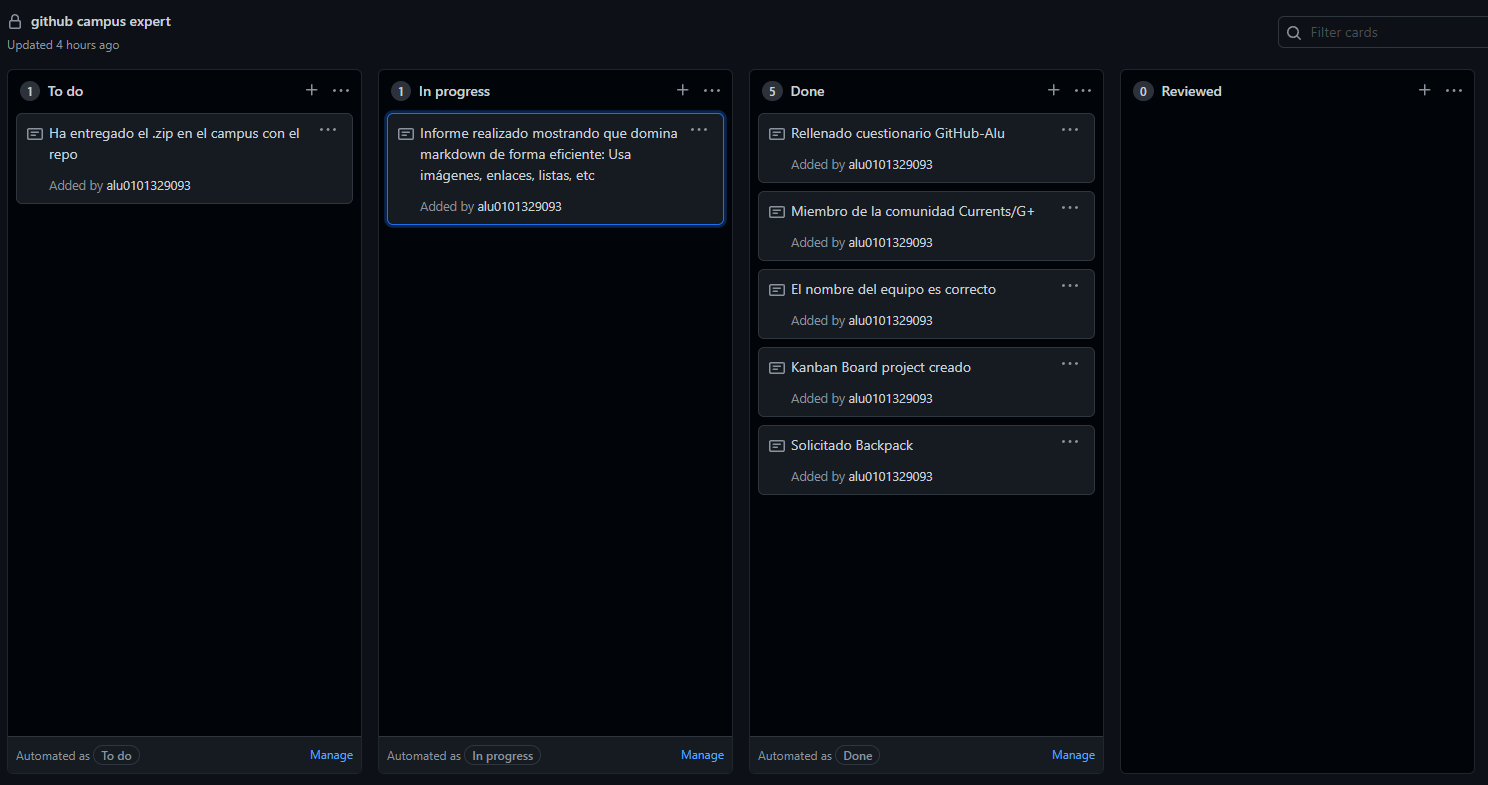 github campus expert
Updated 4 hours ago
Filter cards
1 To do
Ha entregado el .zip en el campus con el
repo
Added by alu0101329093
Automated as To do
Manage
1 In progress
Informe realizado mostrando que domina
markdown de forma eficiente: Usa
imágenes, enlaces, listas, etc
Added by alu0101329093
Automated as In progress
Manage
5 Done
Rellenado cuestionario GitHub-Alu
Added by alu0101329093
Miembro de la comunidad Currents/G+
Added by alu0101329093
El nombre del equipo es correcto
Added by alu0101329093
Kanban Board project creado
Added by alu0101329093
Solicitado Backpack
Added by alu0101329093
Automated as Done
Manage
0 Reviewed